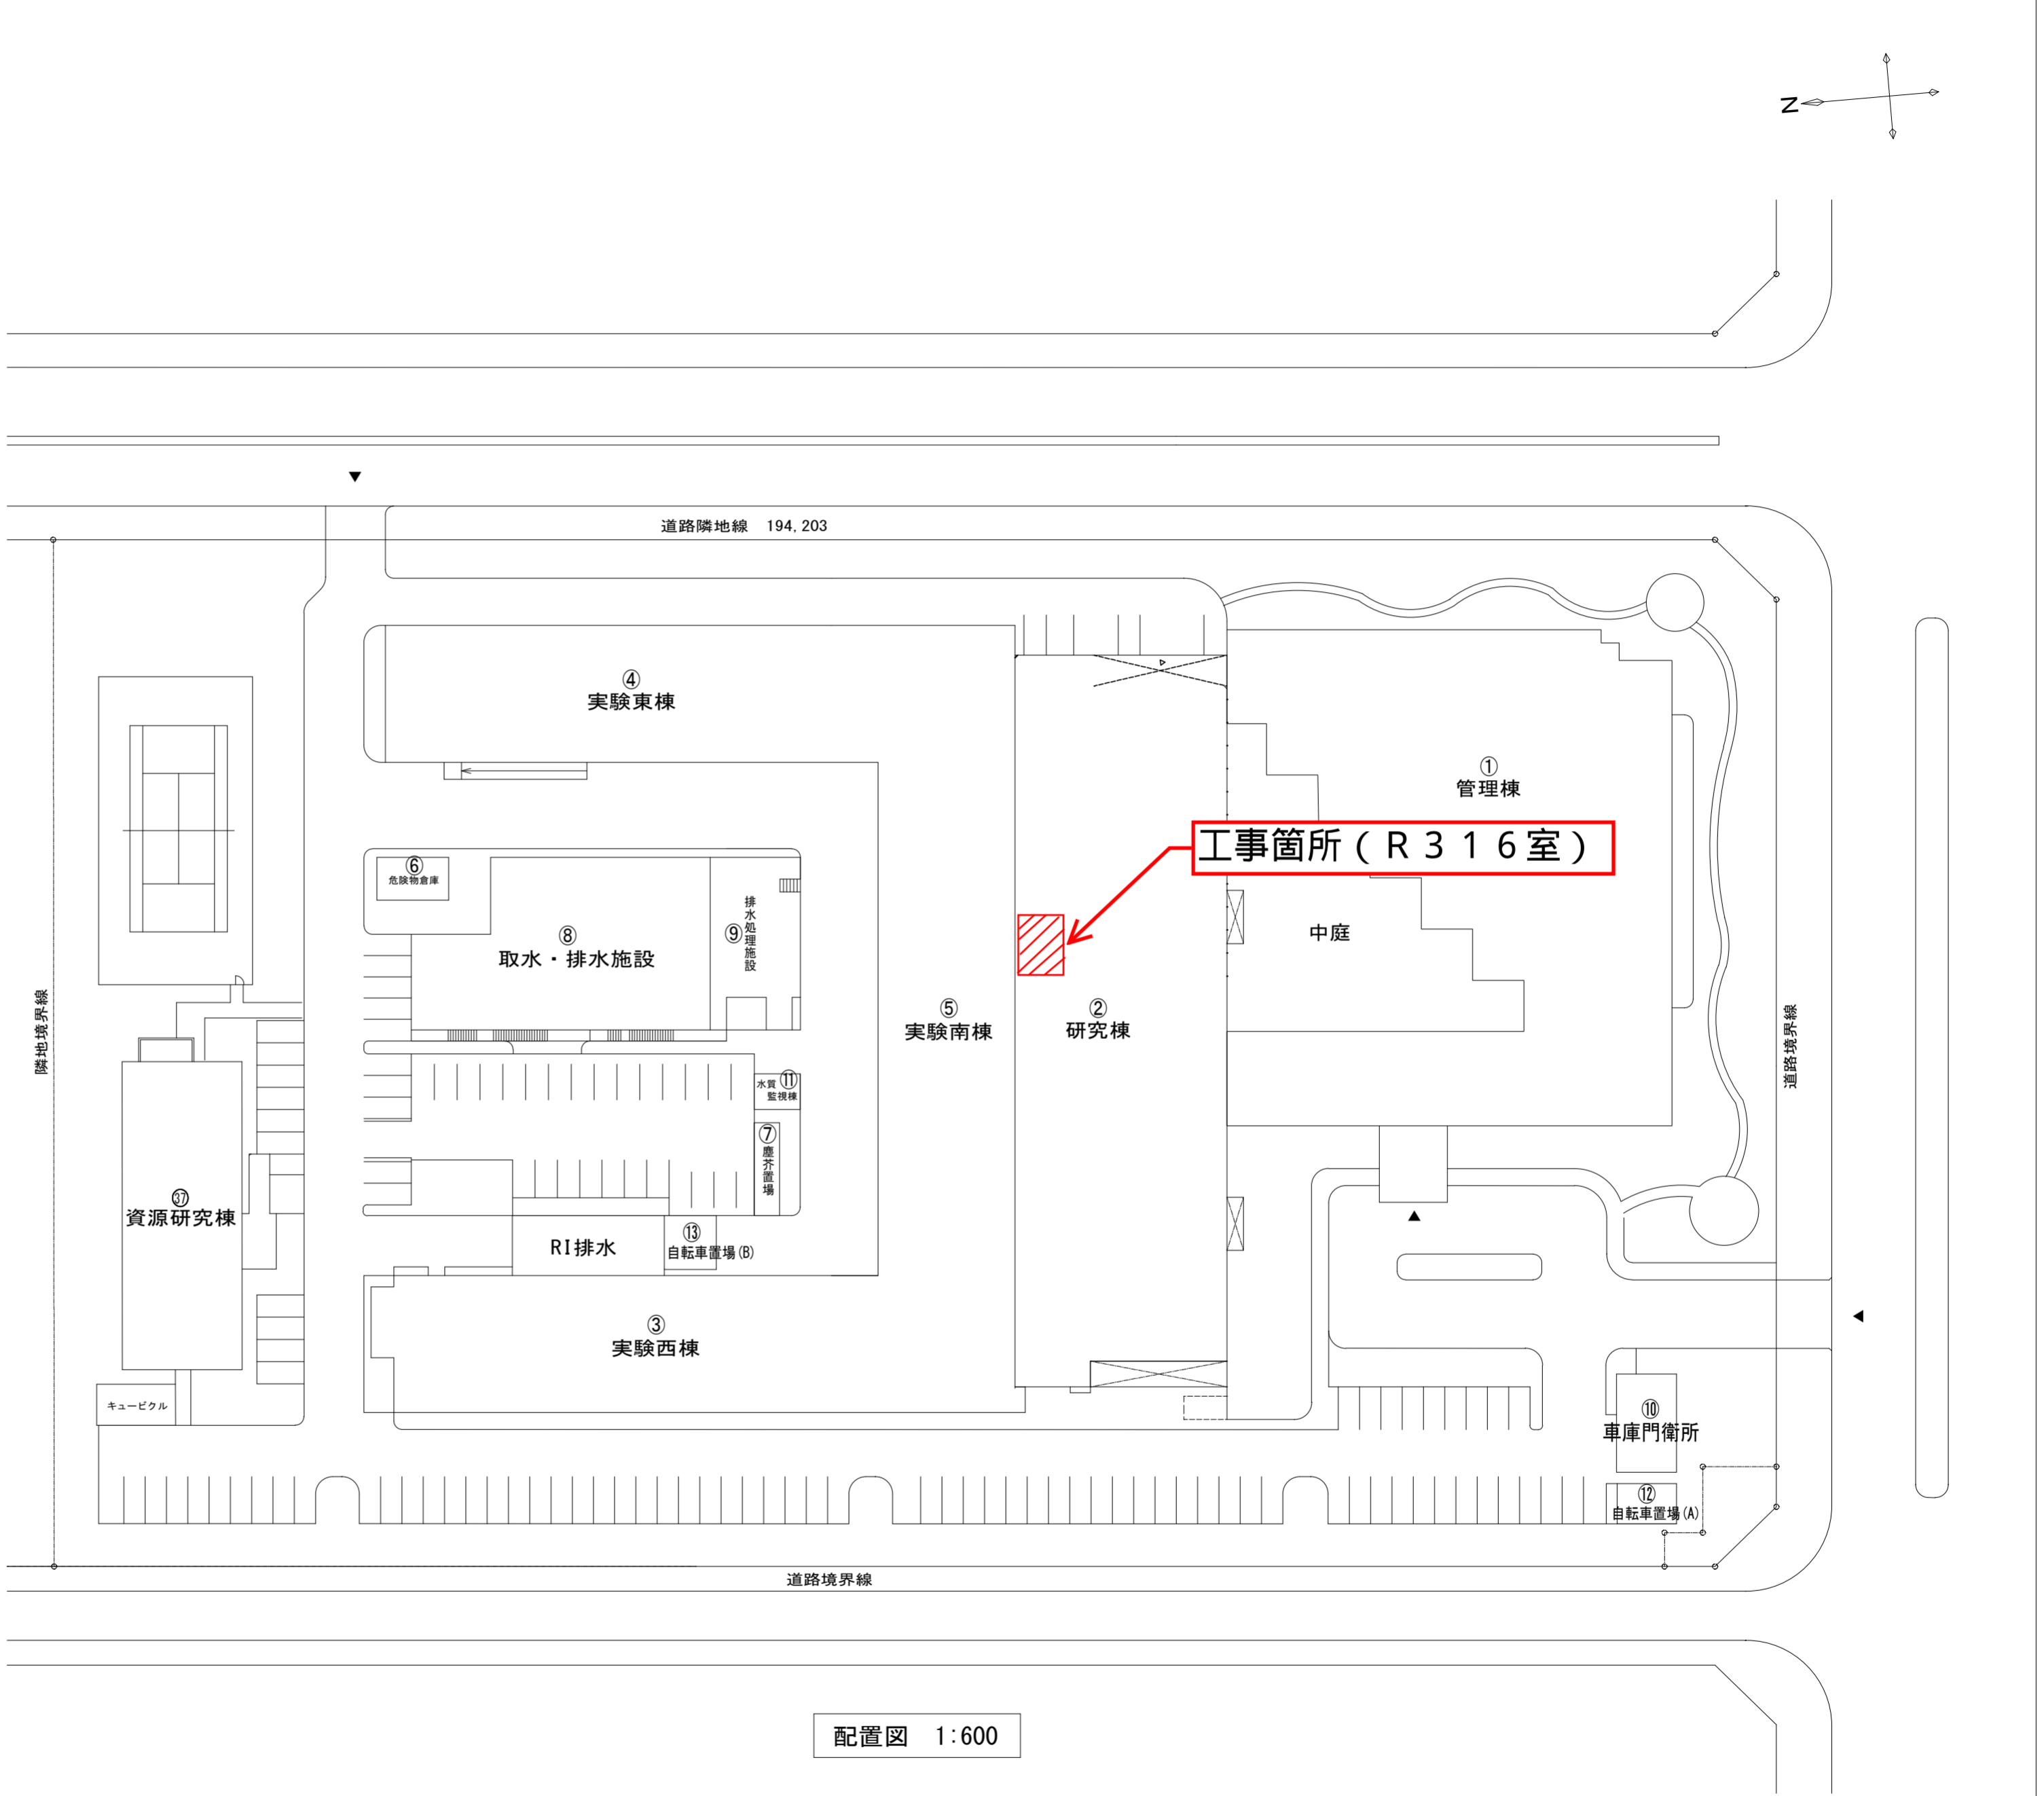 N
道路隣地線　194,203
④
実験東棟
①
管理棟
工事箇所（Ｒ３１６室）
⑥
危険物倉庫
⑧
取水・排水施設
⑨
排水処理施設
中庭
⑤
実験南棟
②
研究棟
隣地境界線
道路境界線
⑪
水質
監視棟
⑦
塵芥置場
㊲
資源研究棟
RI排水
⑬
自転車置場(B)
③
実験西棟
キュービクル
⑩
車庫門衛所
⑫
自転車置場(A)
道路境界線
配置図　1:600